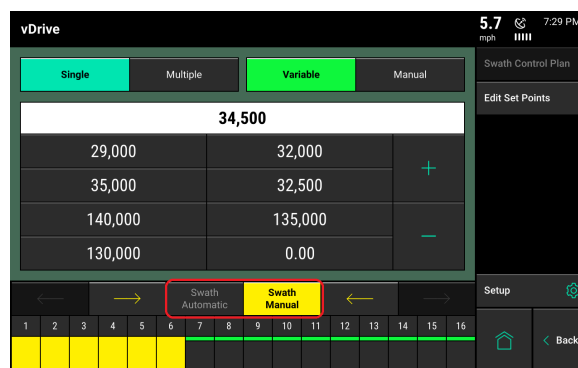 vDrive
5.7 mph 7:29 PM
Single Multiple Variable Manual
34,500
29,000 32,000
35,000 32,500
140,000 135,000
130,000 0.00
+
–
Swath Control Plan
Edit Set Points
Swath Automatic
Swath Manual
Setup
1 2 3 4 5 6 7 8 9 10 11 12 13 14 15 16
< Back